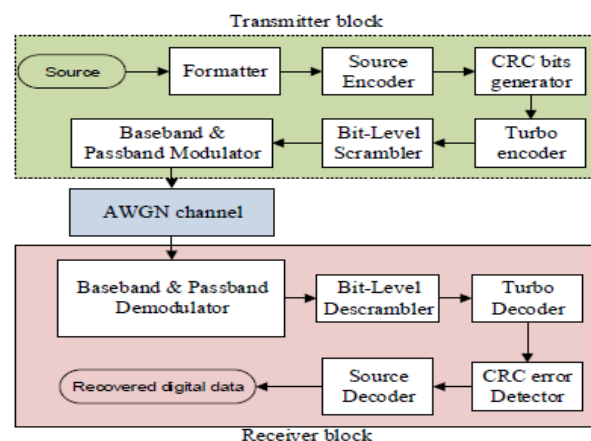 Transmitter block
Source
Formatter
Source
Encoder
CRC bits
generator
Baseband &
Passband Modulator
Bit-Level
Scrambler
Turbo
encoder
AWGN channel
Baseband & Passband
Demodulator
Bit-Level
Descrambler
Turbo
Decoder
Recovered digital data
Source
Decoder
CRC error
Detector
Receiver block